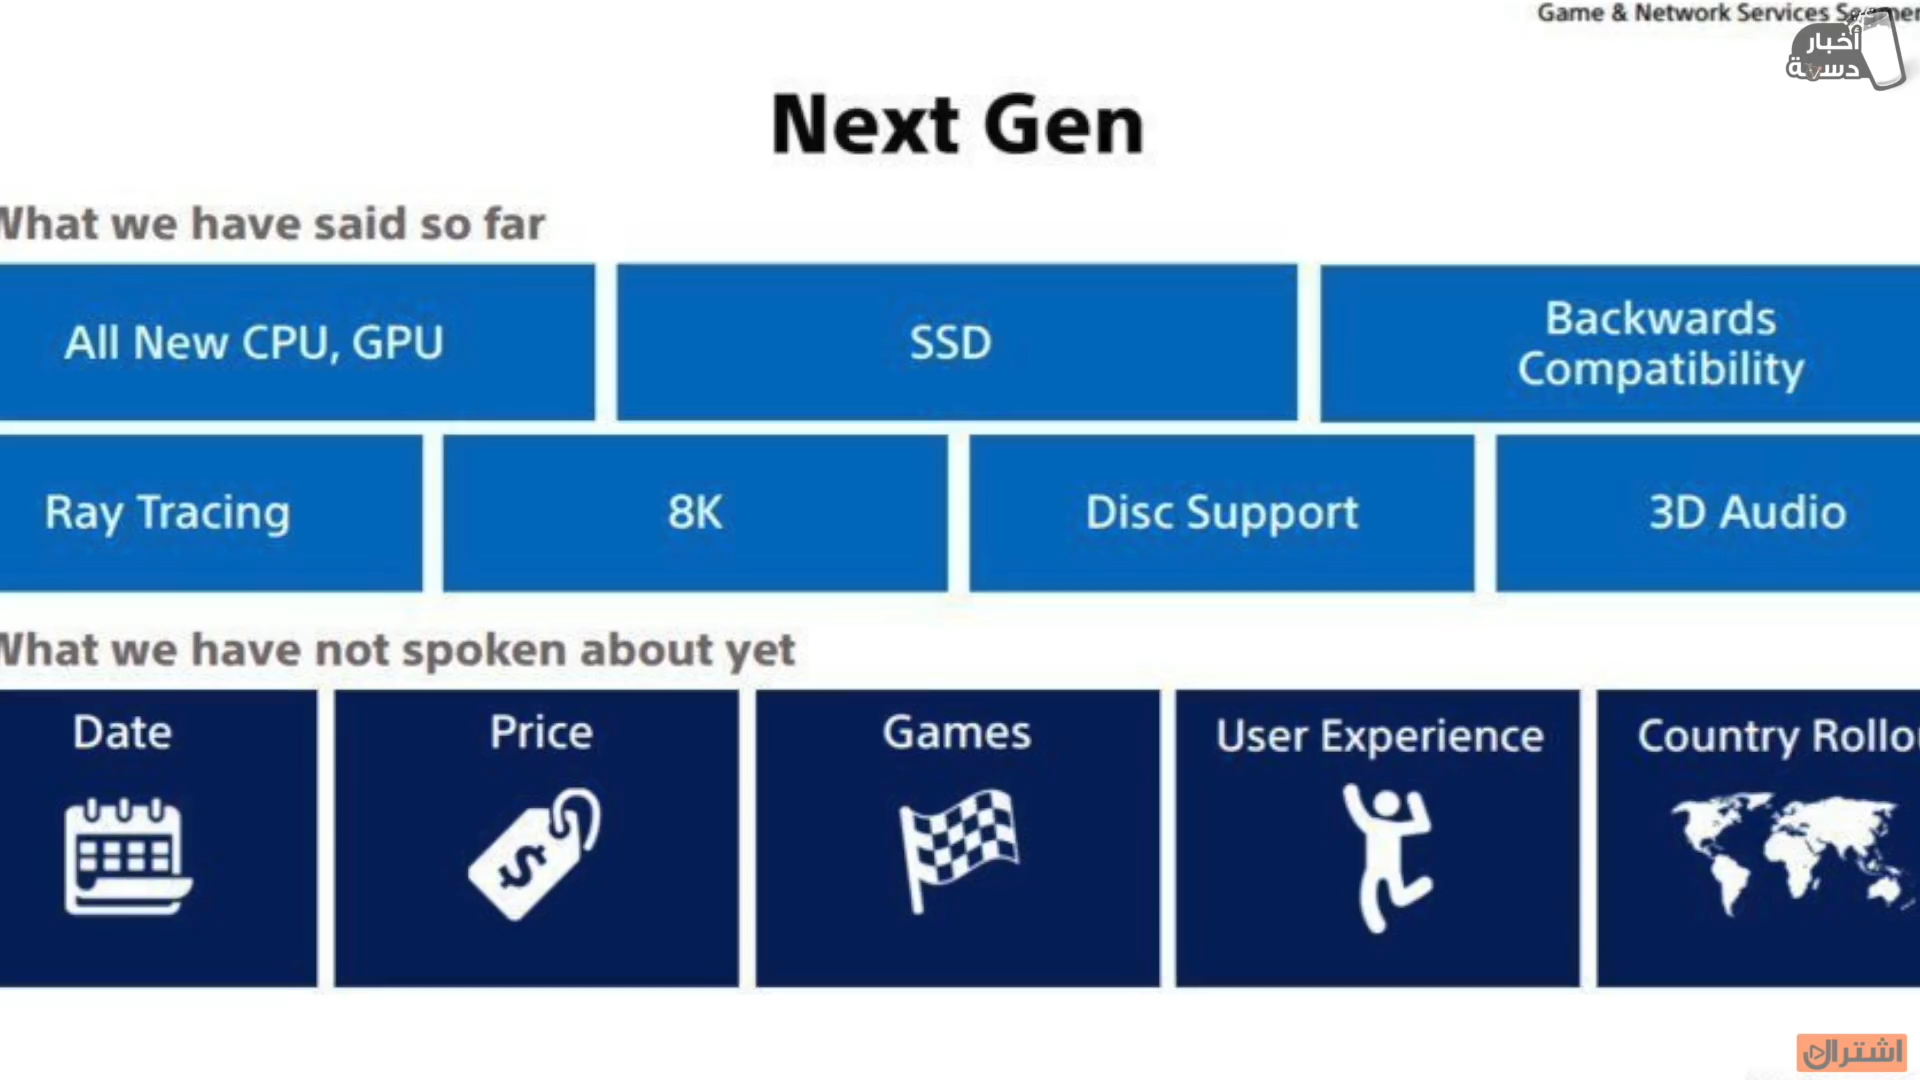 Game & Network Services
أخبار
دسمة
Next Gen
What we have said so far
All New CPU, GPU
SSD
Backwards
Compatibility
Ray Tracing
8K
Disc Support
3D Audio
What we have not spoken about yet
Date
Price
Games
User Experience
Country
اشتراك